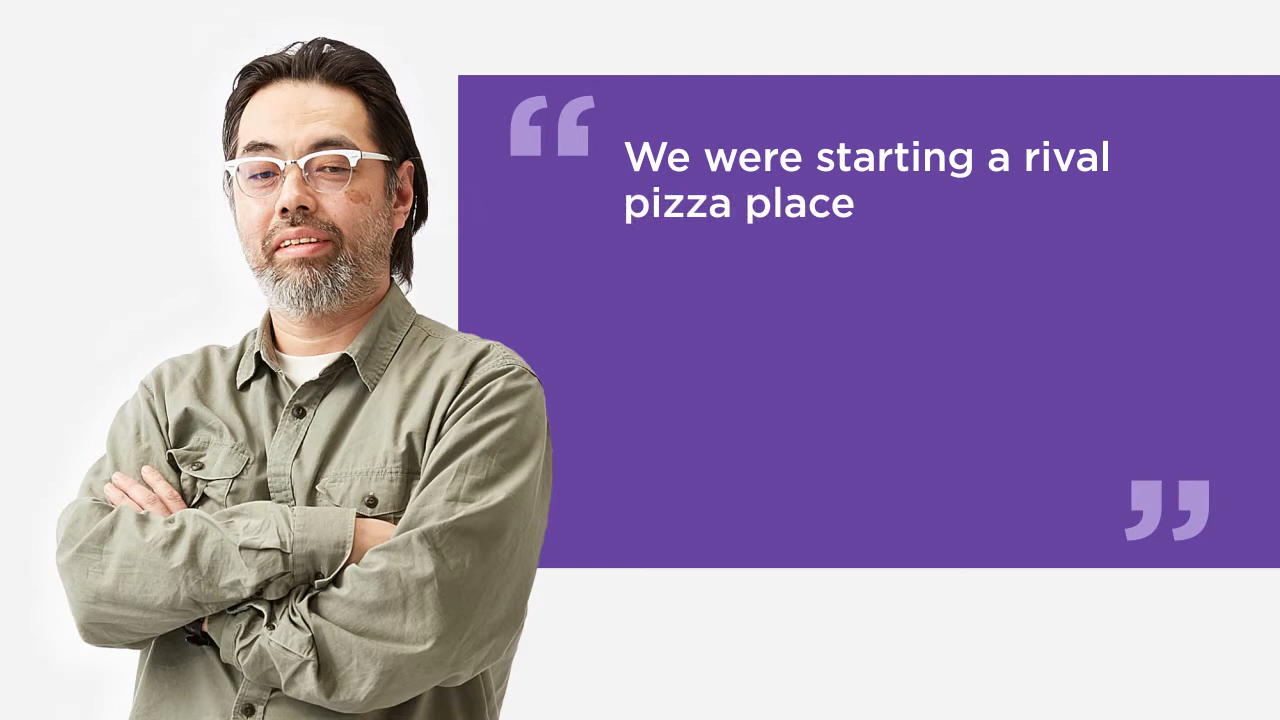 “
We were starting a rival
pizza place
”